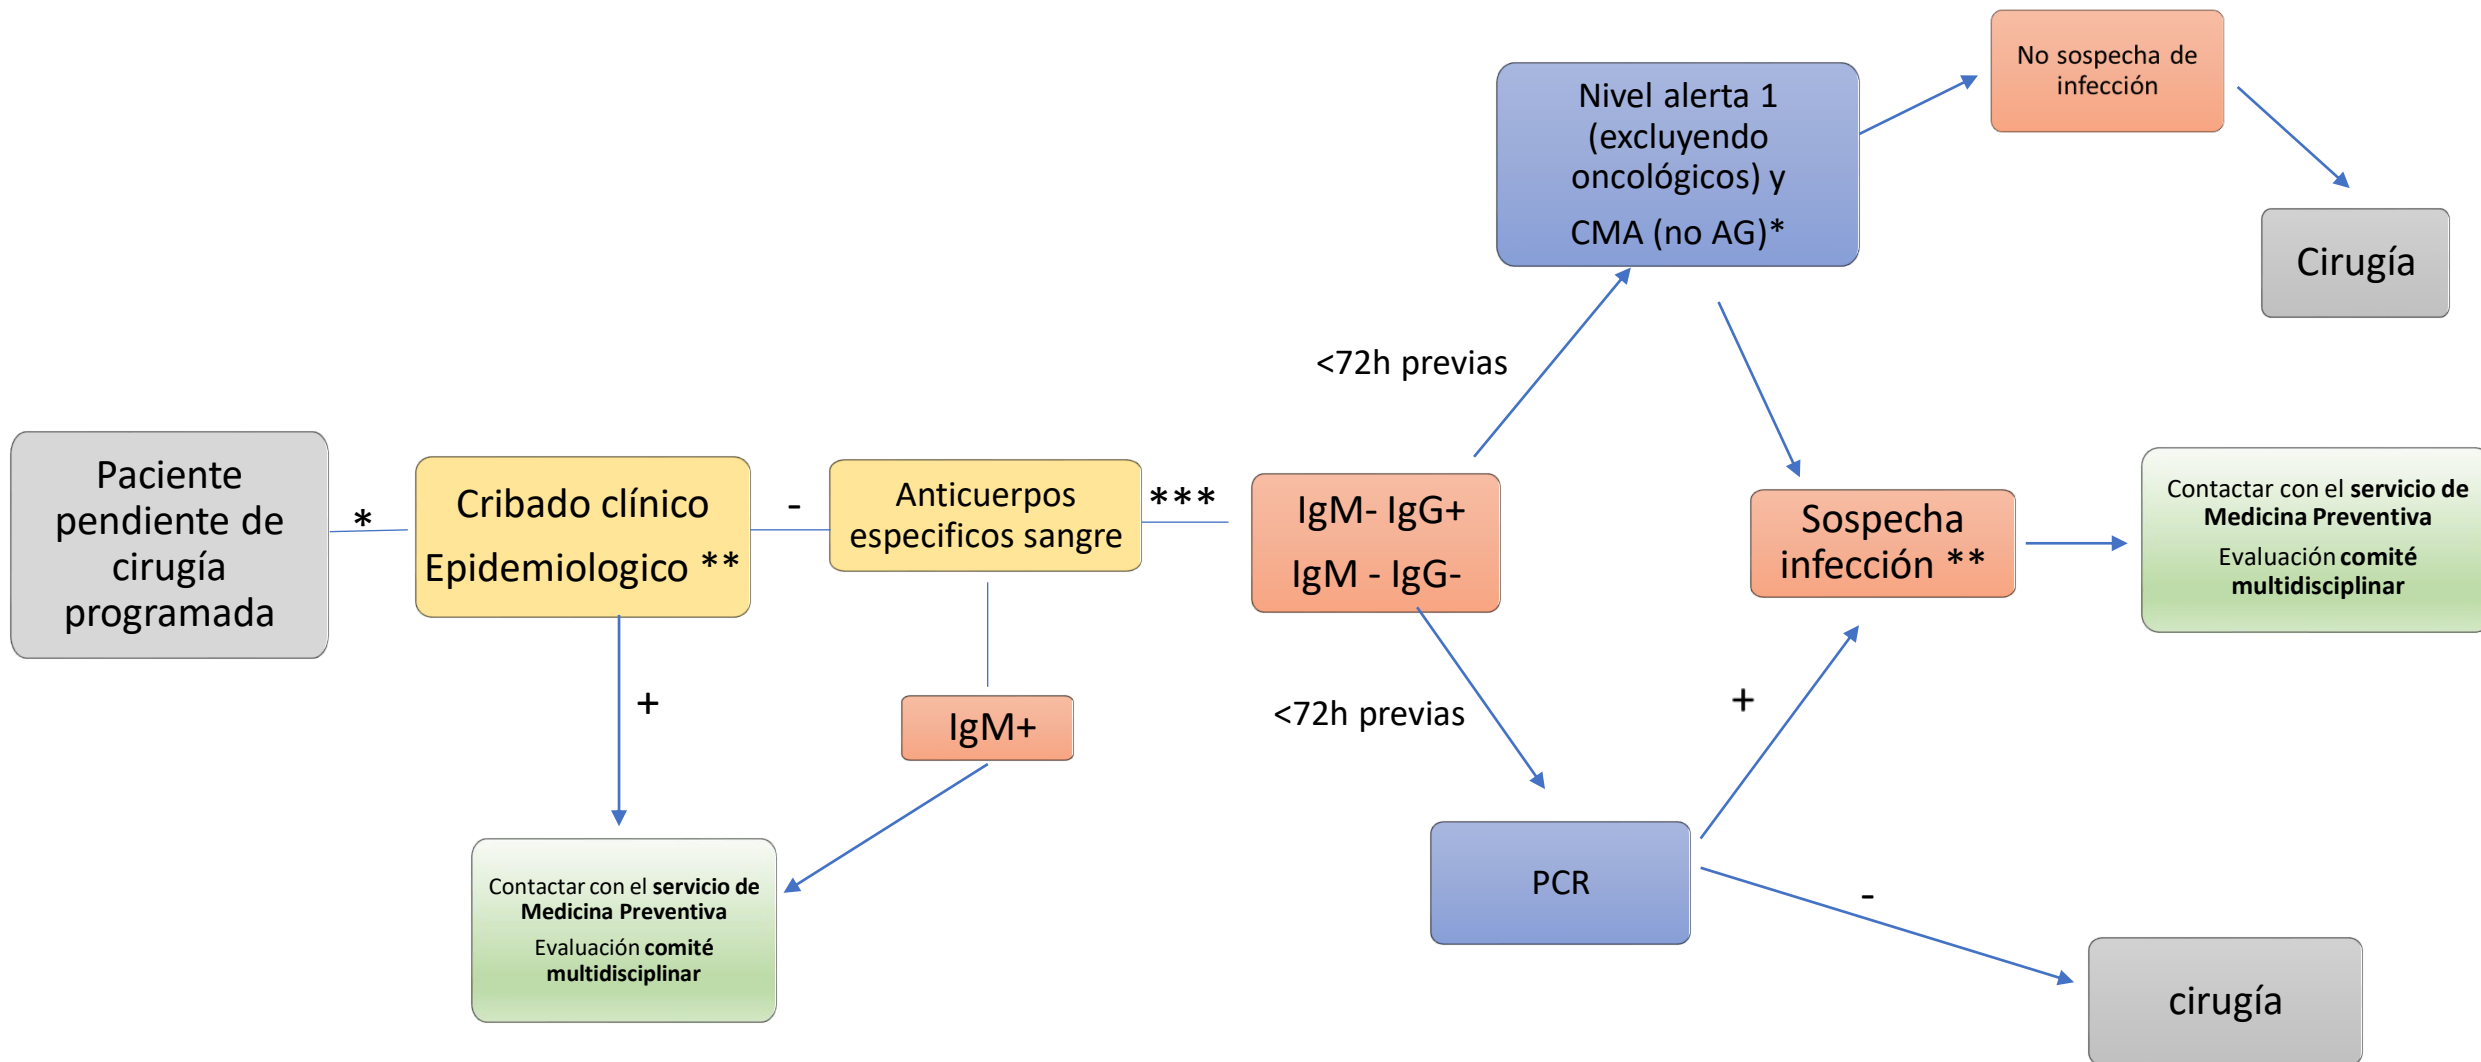 Paciente
pendiente de
cirugía
programada
*
Cribado clínico
Epidemiologico **
-
Anticuerpos
especificos sangre
***
IgM- IgG+
IgM - IgG-
+
IgM+
Contactar con el servicio de
Medicina Preventiva
Evaluación comité
multidisciplinar
<72h previas
Nivel alerta 1
(excluyendo
oncológicos) y
CMA (no AG)*
No sospecha de
infección
Cirugía
Sospecha
infección **
Contactar con el servicio de
Medicina Preventiva
Evaluación comité
multidisciplinar
<72h previas
PCR
+
-
cirugía